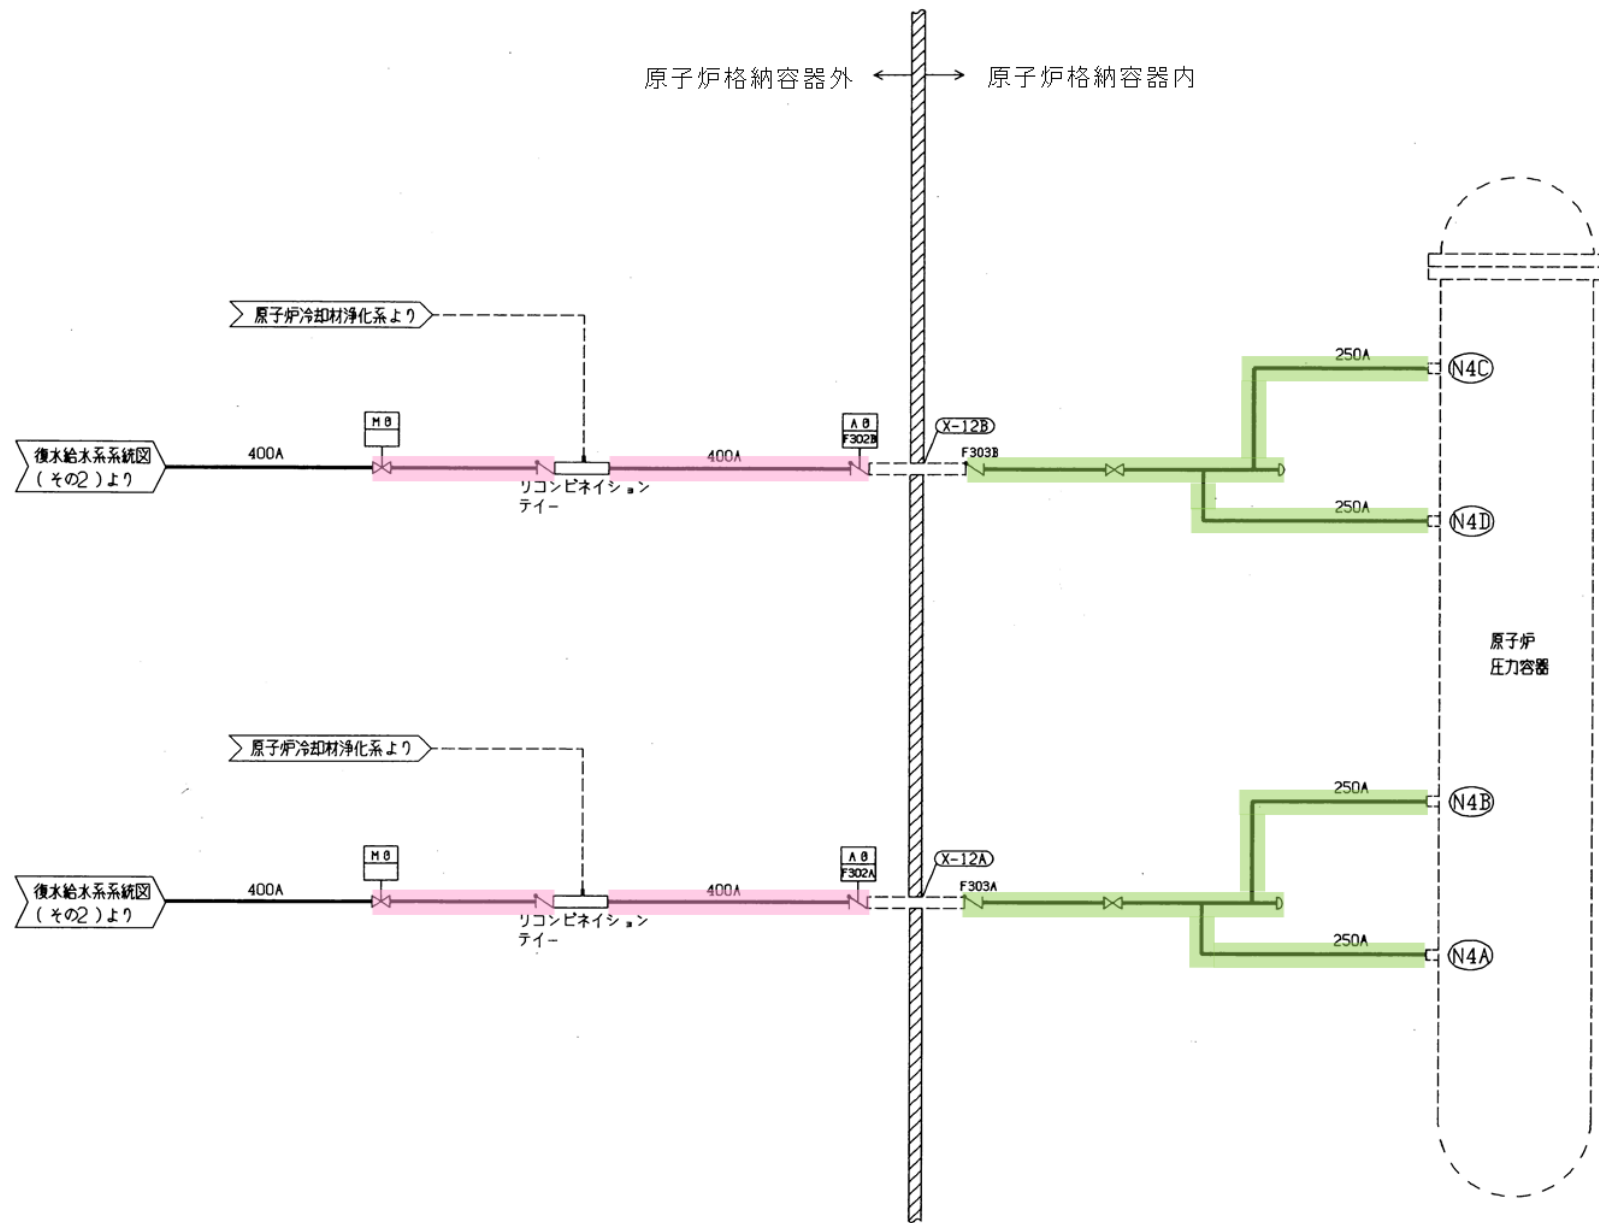 原子炉格納容器外
原子炉格納容器内
原子炉冷却材浄化系より
250A
N4C
MO
AO
F302B
X-12B
復水給水系系統図
(その2)より
400A
400A
F303B
リコンビネイション
ティー
250A
N4D
原子炉
圧力容器
原子炉冷却材浄化系より
250A
N4B
MO
AO
F302A
X-12A
復水給水系系統図
(その2)より
400A
400A
F303A
リコンビネイション
ティー
250A
N4A